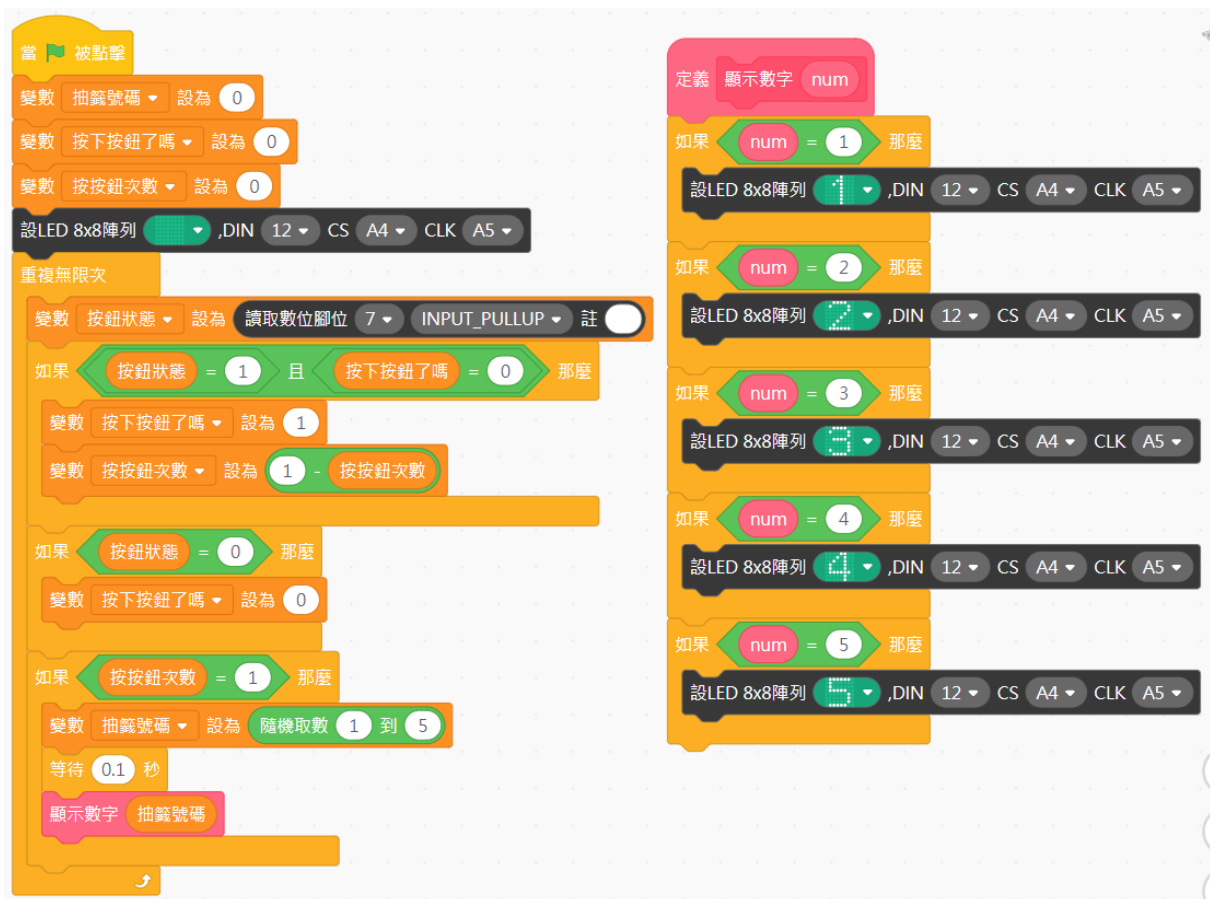 當 被點擊
變數 抽籤號碼 設為 0
變數 按下按鈕了嗎 設為 0
變數 按按鈕次數 設為 0
設LED 8x8陣列 ,DIN 12 CS A4 CLK A5
重複無限次
變數 按鈕狀態 設為 讀取數位腳位 7 INPUT_PULLUP 註
如果 按鈕狀態 = 1 且 按下按鈕了嗎 = 0 那麼
變數 按下按鈕了嗎 設為 1
變數 按按鈕次數 設為 1 - 按按鈕次數
如果 按鈕狀態 = 0 那麼
變數 按下按鈕了嗎 設為 0
如果 按按鈕次數 = 1 那麼
變數 抽籤號碼 設為 隨機取數 1 到 5
等待 0.1 秒
顯示數字 抽籤號碼
定義 顯示數字 num
如果 num = 1 那麼
設LED 8x8陣列 1 ,DIN 12 CS A4 CLK A5
如果 num = 2 那麼
設LED 8x8陣列 2 ,DIN 12 CS A4 CLK A5
如果 num = 3 那麼
設LED 8x8陣列 3 ,DIN 12 CS A4 CLK A5
如果 num = 4 那麼
設LED 8x8陣列 4 ,DIN 12 CS A4 CLK A5
如果 num = 5 那麼
設LED 8x8陣列 5 ,DIN 12 CS A4 CLK A5